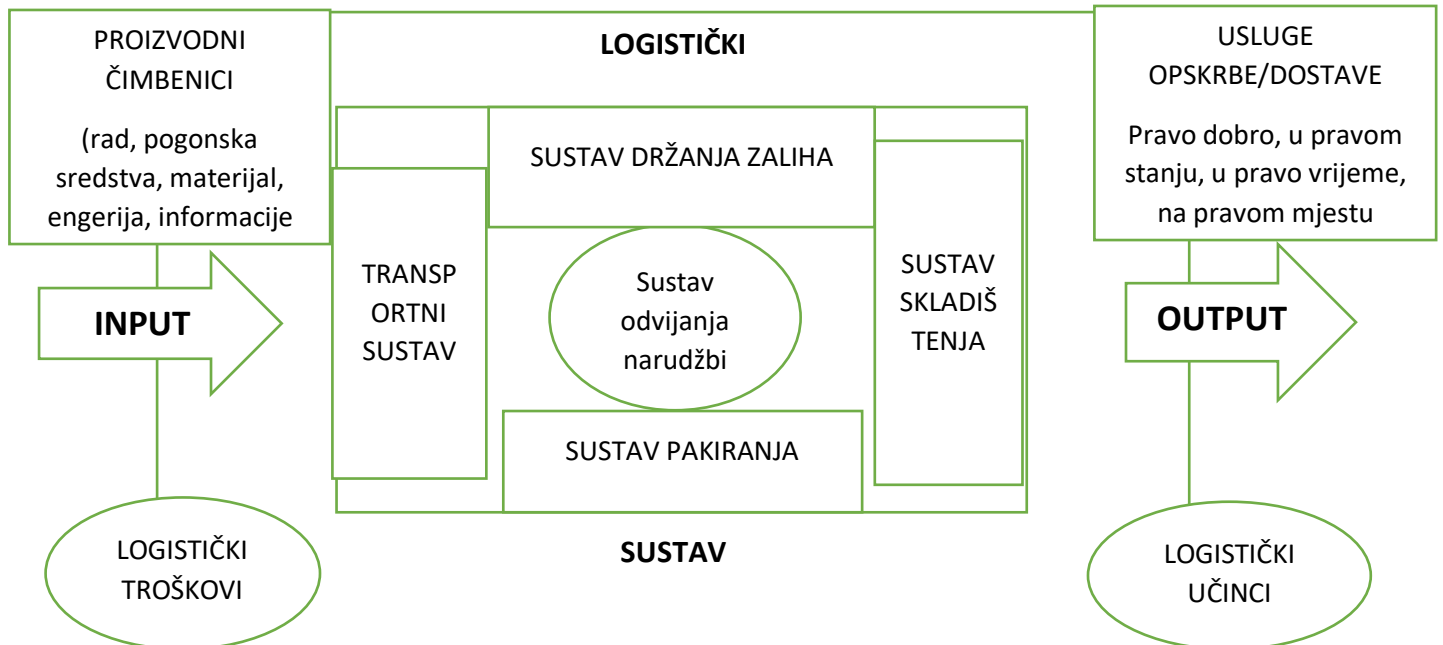 PROIZVODNI
ČIMBENICI
(rad, pogonska
sredstva, materijal,
engerija, informacije
LOGISTIČKI
USLUGE
OPSKRBE/DOSTAVE
Pravo dobro, u pravom
stanju, u pravo vrijeme,
na pravom mjestu
SUSTAV DRŽANJA ZALIHA
INPUT
TRANSP
ORTNI
SUSTAV
Sustav
odvijanja
narudžbi
SUSTAV
SKLADIŠ
TENJA
OUTPUT
SUSTAV PAKIRANJA
LOGISTIČKI
TROŠKOVI
SUSTAV
LOGISTIČKI
UČINCI